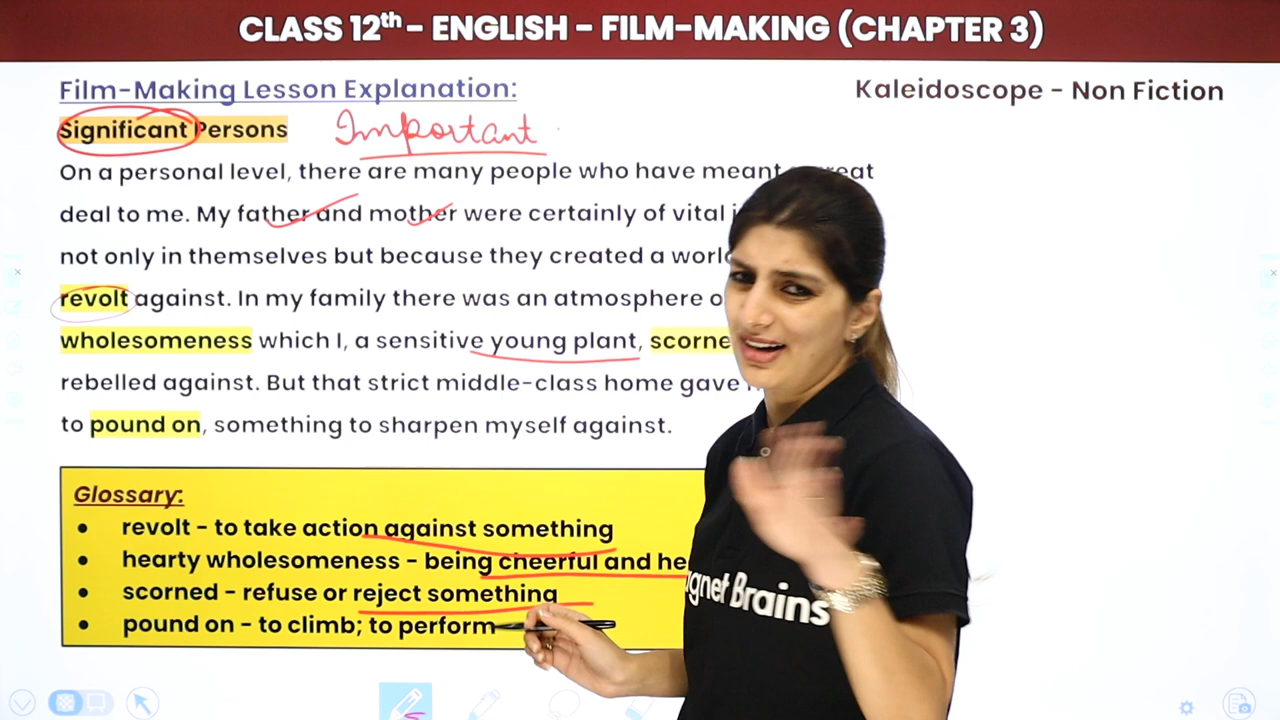 CLASS 12th - ENGLISH - FILM-MAKING (CHAPTER 3)
Film-Making Lesson Explanation:
Kaleidoscope - Non Fiction
Significant Persons
Important
On a personal level, there are many people who have meant
deal to me. My father and mother were certainly of vital
not only in themselves but because they created a
revolt against. In my family there was an atmosphere
wholesomeness which I, a sensitive young plant,
rebelled against. But that strict middle-class home gave
to pound on, something to sharpen myself against.
Glossary:
• revolt - to take action against something
• hearty wholesomeness - being cheerful and
• scorned - refuse or reject something
• pound on - to climb; to perform
gnet Brains